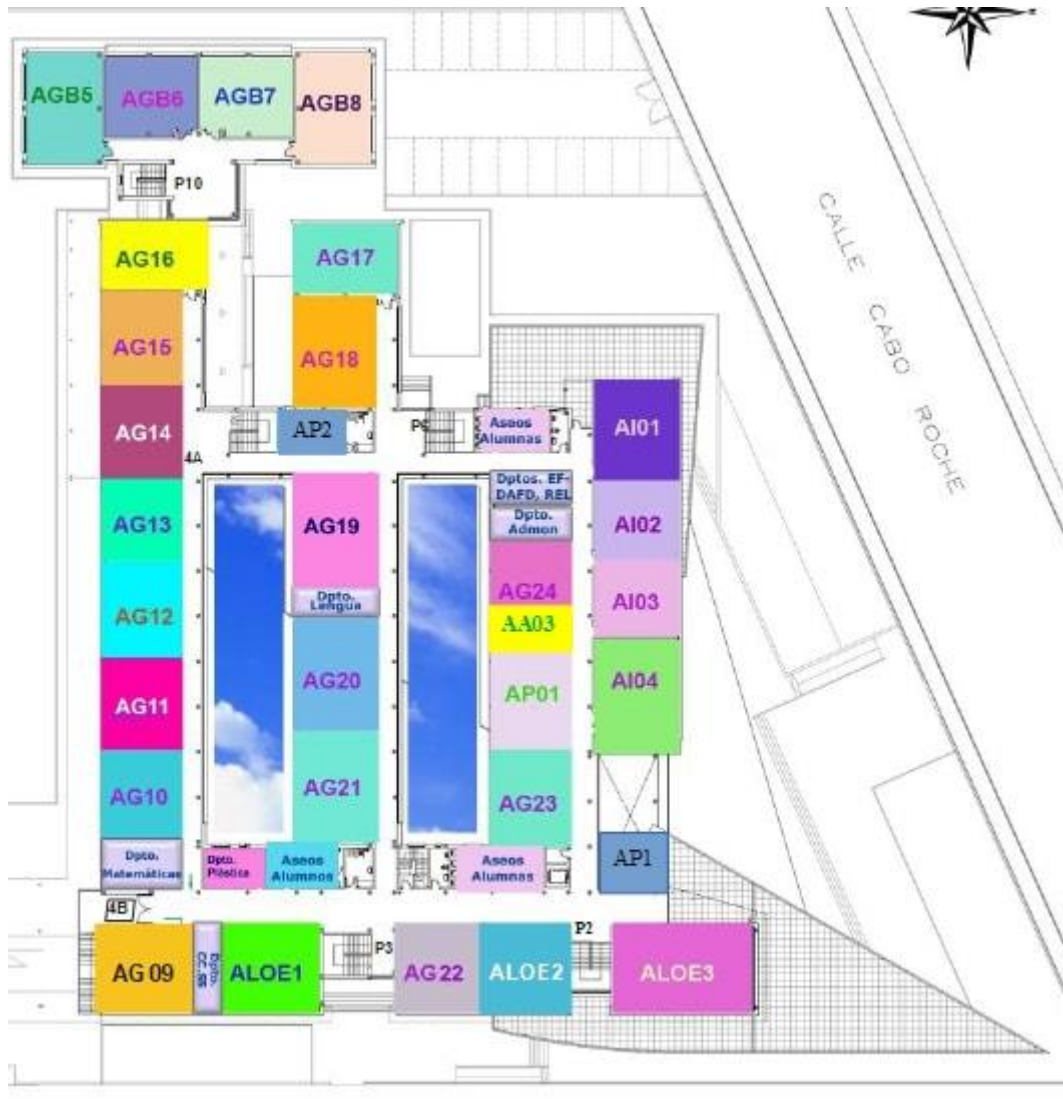 AGB5
AGB6
AGB7
AGB8
P10
AG16
AG17
AG15
AG18
CALLE CABO ROCHE
AG14
AP2
Aseos
Alumnas
AI01
4A
Dptos. EF-
DAFD, REL
Dpto.
Admon
AG13
AG19
AI02
AG24
AI03
Dpto.
Lengua
AG12
AA03
AG11
AG20
AP01
AI04
AG10
AG21
AG23
Dpto.
Matemáticas
Dpto.
Plástica
Aseos
Alumnos
Aseos
Alumnas
AP1
4B
P2
P3
AG 09
Dpto.
CC.SS
ALOE1
AG22
ALOE2
ALOE3